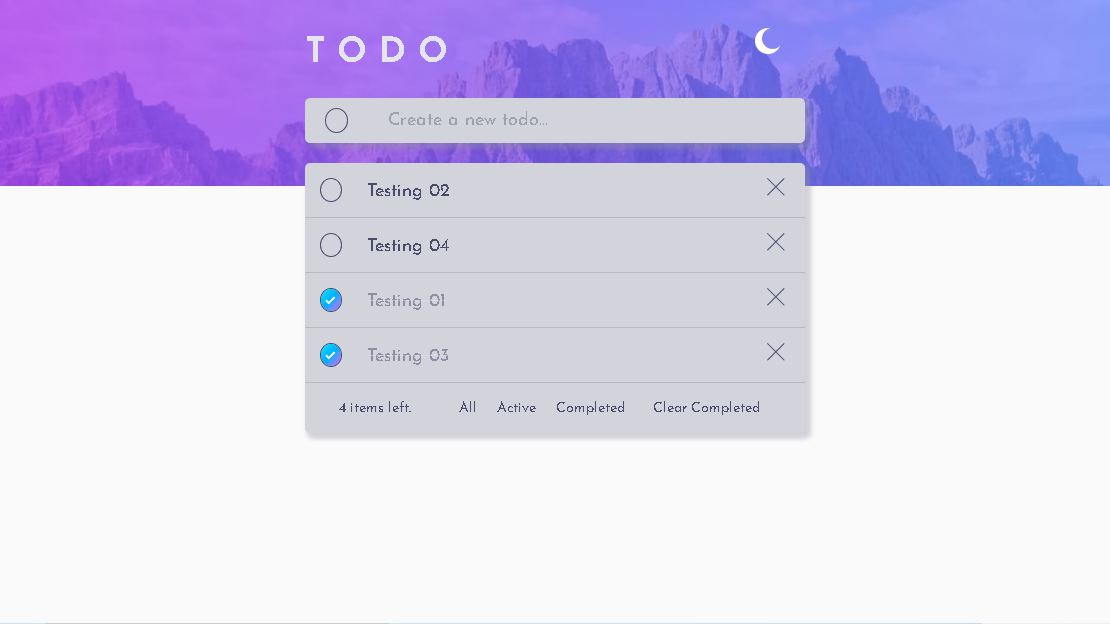 TODO
Create a new todo...
Testing 02
Testing 04
Testing 01
Testing 03
4 items left. All Active Completed Clear Completed